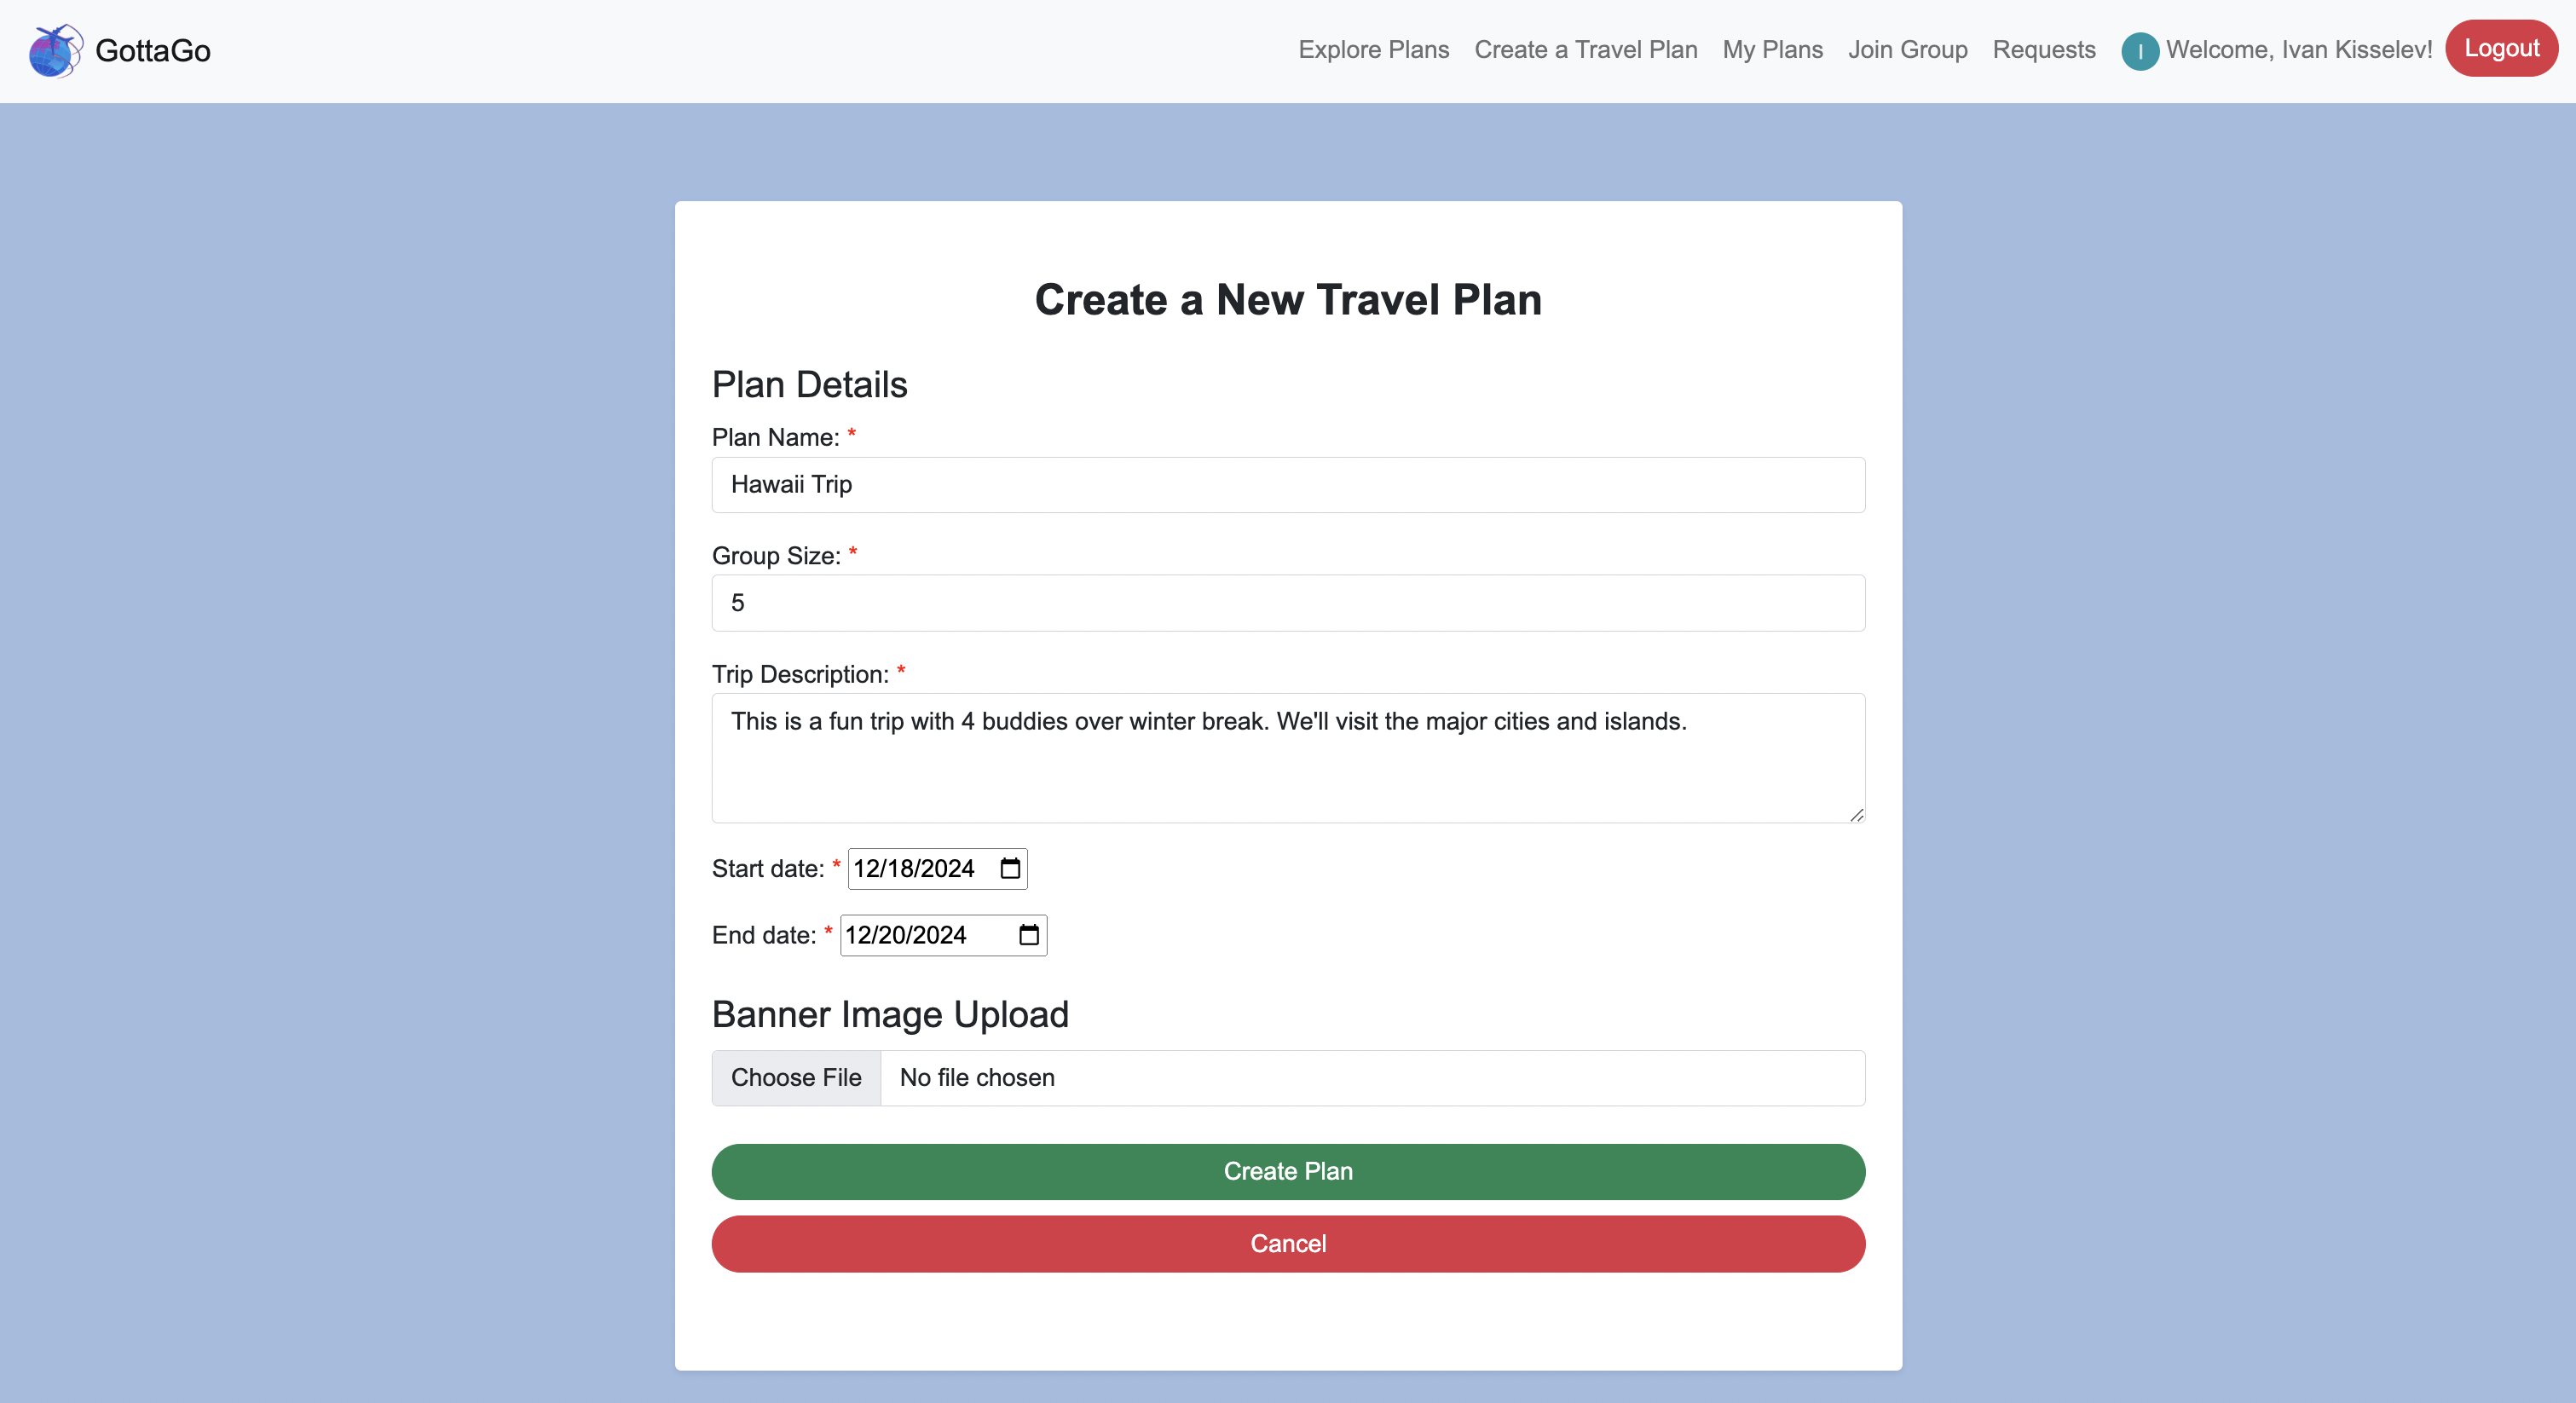 GottaGo
Explore Plans Create a Travel Plan My Plans Join Group Requests I Welcome, Ivan Kisselev! Logout
Create a New Travel Plan
Plan Details
Plan Name: *
Hawaii Trip
Group Size: *
5
Trip Description: *
This is a fun trip with 4 buddies over winter break. We'll visit the major cities and islands.
Start date: * 12/18/2024
End date: * 12/20/2024
Banner Image Upload
Choose File No file chosen
Create Plan
Cancel